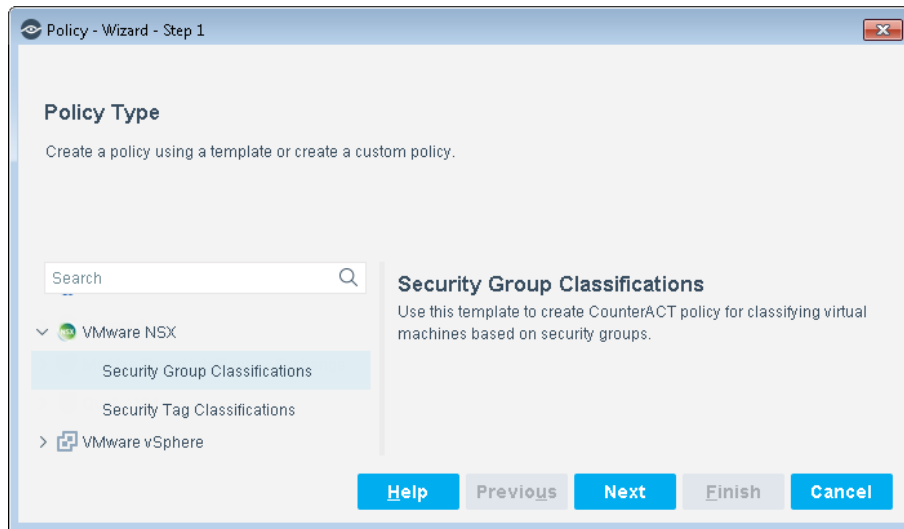 Policy - Wizard - Step 1
Policy Type
Create a policy using a template or create a custom policy.
Search
Security Group Classifications
Use this template to create CounterACT policy for classifying virtual
machines based on security groups.
NSX
VMware NSX
Security Group Classifications
Security Tag Classifications
VMware vSphere
Help
Previous
Next
Finish
Cancel